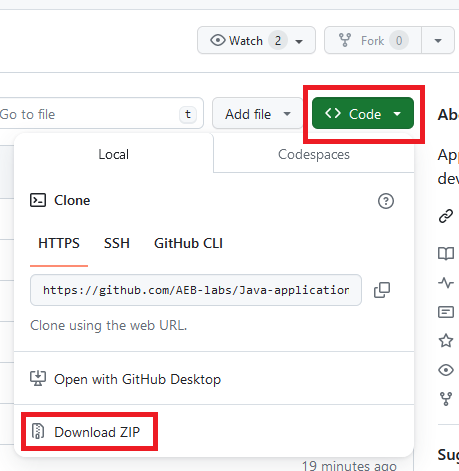 Watch 2
Fork 0
Go to file t
Add file
<> Code
Abo
Local
Codespaces
App
dev
Clone
HTTPS SSH GitHub CLI
https://github.com/AEB-labs/Java-application
Clone using the web URL.
Open with GitHub Desktop
Download ZIP
Sug
19 minutes ago